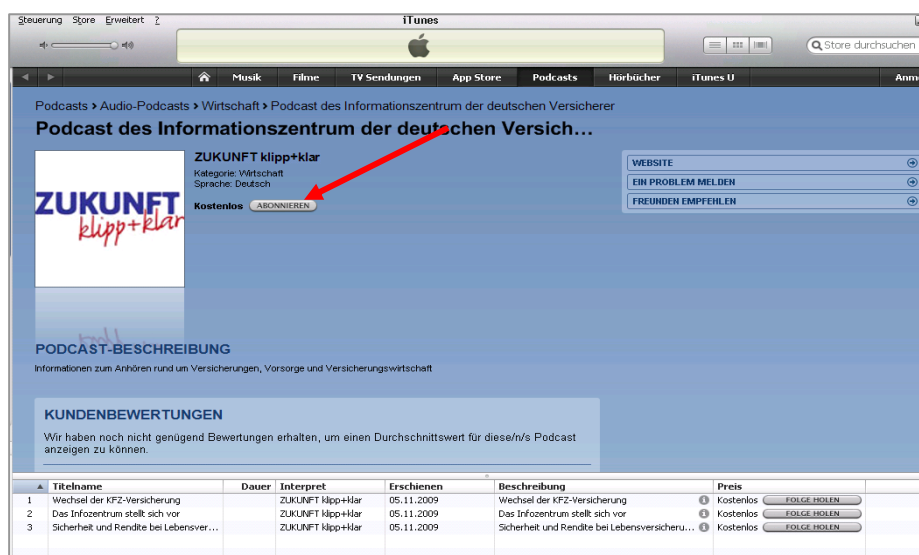 Steuerung Store Erweitert ? iTunes
Store durchsuchen
Musik Filme TV Sendungen App Store Podcasts Hörbücher iTunes U
Podcasts > Audio-Podcasts > Wirtschaft > Podcast des Informationszentrum der deutschen Versicherer
Podcast des Informationszentrum der deutschen Versich...
ZUKUNFT klipp+klar
Kategorie: Wirtschaft
Sprache: Deutsch
Kostenlos ABONNIEREN
WEBSITE
EIN PROBLEM MELDEN
FREUNDEN EMPFEHLEN
ZUKUNFT
klipp+klar
PODCAST-BESCHREIBUNG
Informationen zum Anhören rund um Versicherungen, Vorsorge und Versicherungswirtschaft
KUNDENBEWERTUNGEN
Wir haben noch nicht genügend Bewertungen erhalten, um einen Durchschnittswert für diese/n/s Podcast
anzeigen zu können.
Titelname Dauer Interpret Erschienen Beschreibung Preis
1 Wechsel der KFZ-Versicherung ZUKUNFT klipp+klar 05.11.2009 Wechsel der KFZ-Versicherung Kostenlos FOLGE HOLEN
2 Das Infozentrum stellt sich vor ZUKUNFT klipp+klar 05.11.2009 Das Infozentrum stellt sich vor Kostenlos FOLGE HOLEN
3 Sicherheit und Rendite bei Lebensver... ZUKUNFT klipp+klar 05.11.2009 Sicherheit und Rendite bei Lebensversicheru... Kostenlos FOLGE HOLEN